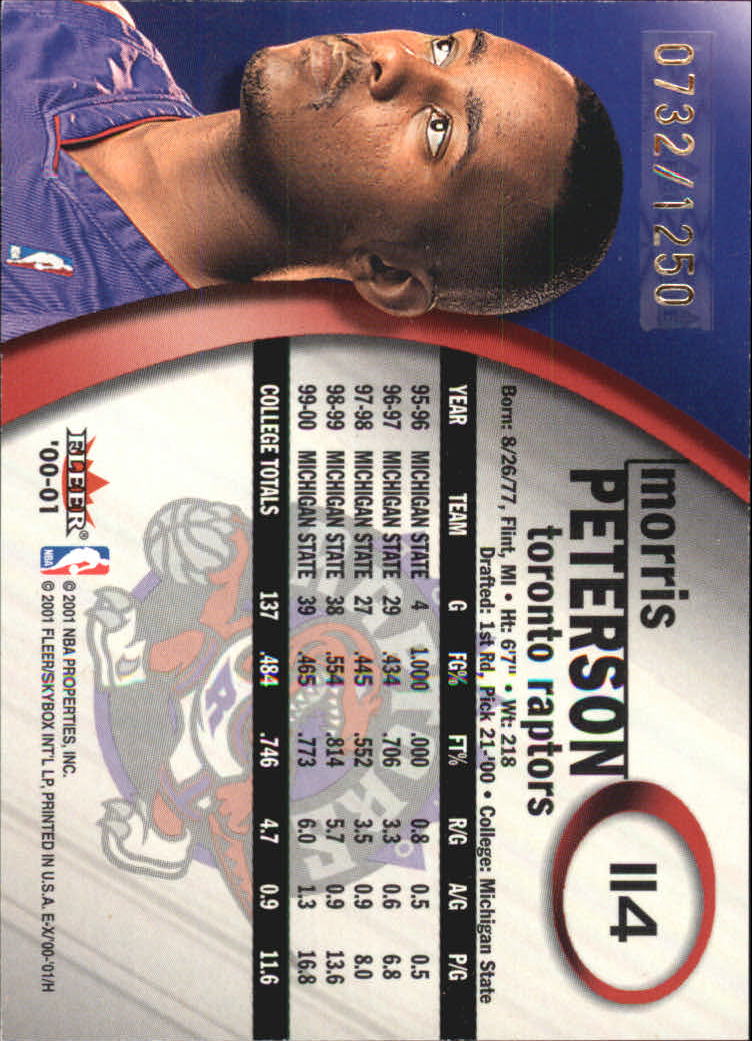 0732/1250
morris
PETERSON
toronto raptors
114
Born: 8/26/77, Flint, MI • Ht: 6'7" • Wt: 218
Drafted: 1st Rd, Pick 21-'00 • College: Michigan State
YEAR TEAM G FG% FT% R/G A/G P/G
95-96 MICHIGAN STATE 4 1.000 .000 0.8 0.5 0.5
96-97 MICHIGAN STATE 29 .434 .706 3.3 0.6 6.8
97-98 MICHIGAN STATE 27 .445 .552 3.5 0.9 8.0
98-99 MICHIGAN STATE 38 .554 .814 5.7 0.9 13.6
99-00 MICHIGAN STATE 39 .465 .773 6.0 1.3 16.8
COLLEGE TOTALS 137 .484 .746 4.7 0.9 11.6
FLEER®
'00-01
NBA
© 2001 NBA PROPERTIES, INC.
© 2001 FLEER/SKYBOX INT'L LP, PRINTED IN U.S.A. E-X/'00-'01/H